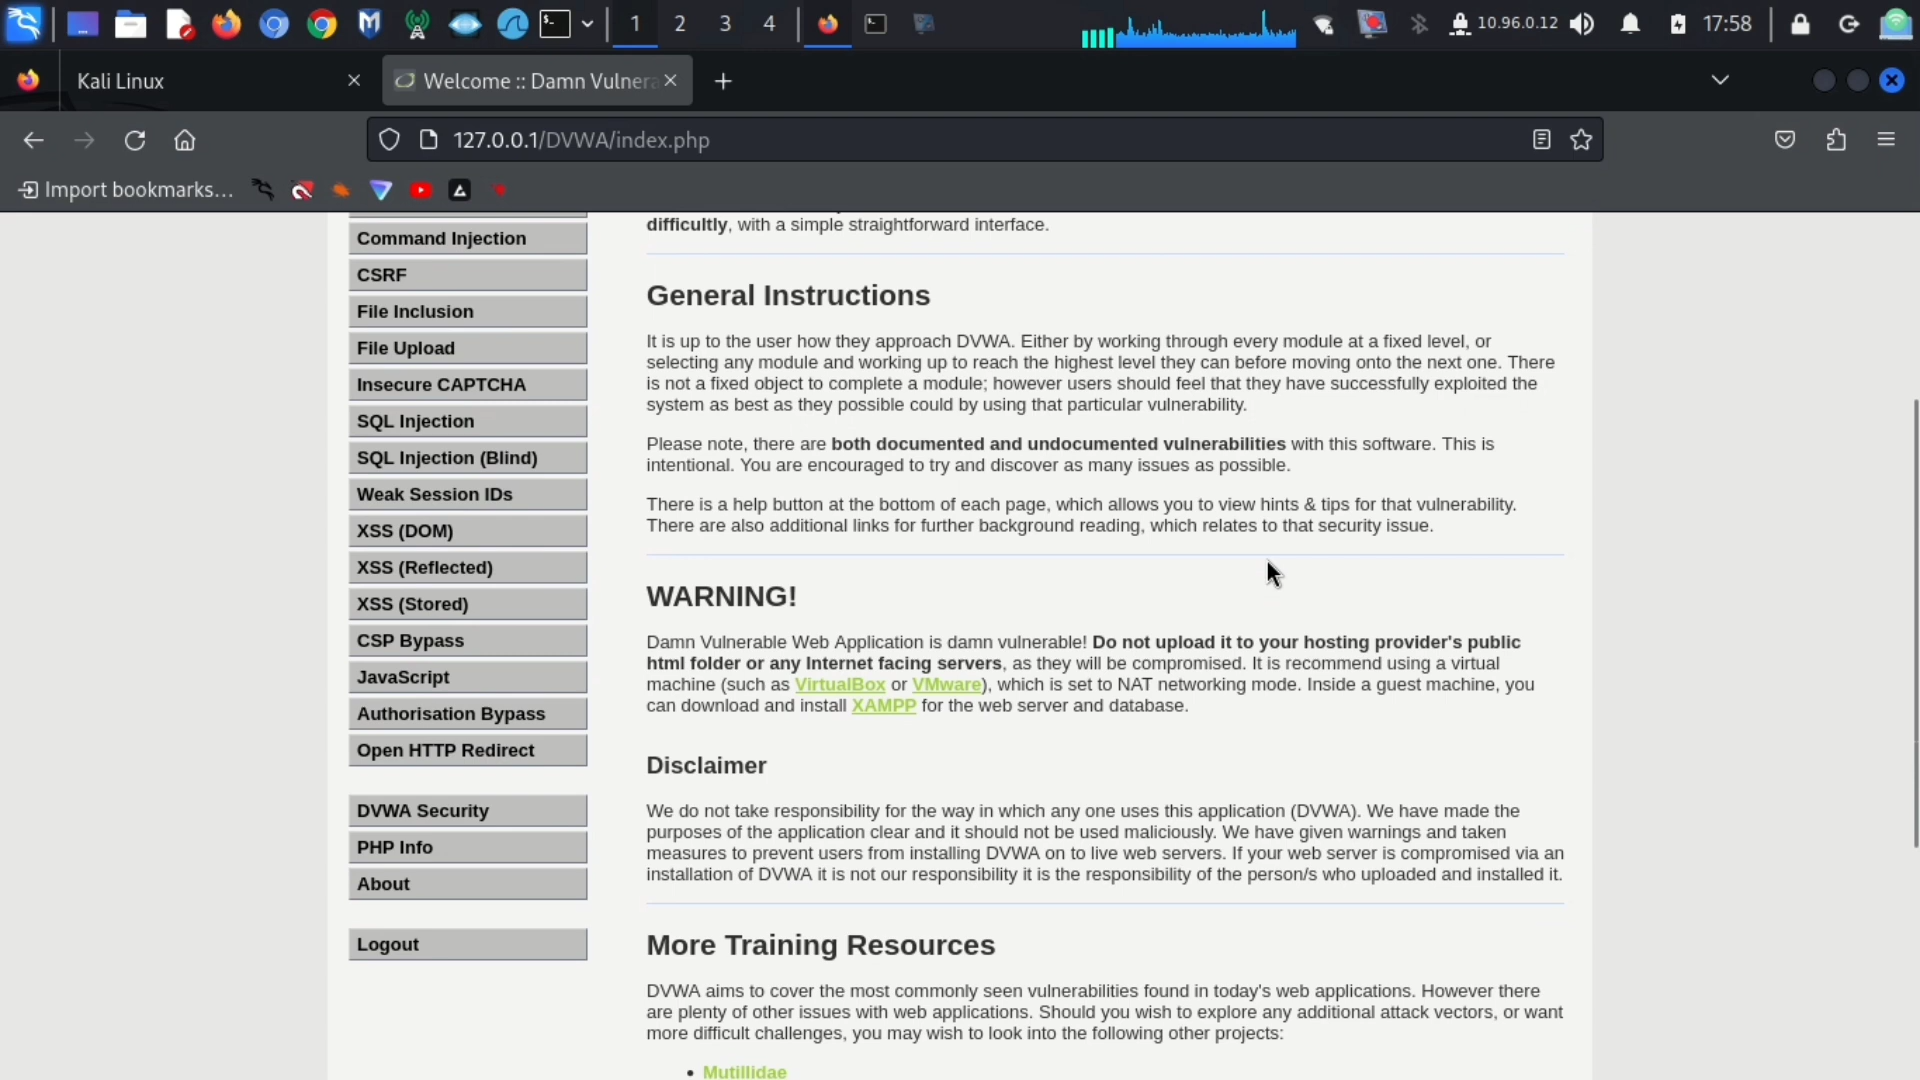 1 2 3 4 10.96.0.12 17:58
Kali Linux Welcome :: Damn Vulnera
127.0.0.1/DVWA/index.php
Import bookmarks...
Command Injection
CSRF
File Inclusion
File Upload
Insecure CAPTCHA
SQL Injection
SQL Injection (Blind)
Weak Session IDs
XSS (DOM)
XSS (Reflected)
XSS (Stored)
CSP Bypass
JavaScript
Authorisation Bypass
Open HTTP Redirect
DVWA Security
PHP Info
About
Logout
difficultly, with a simple straightforward interface.
General Instructions
It is up to the user how they approach DVWA. Either by working through every module at a fixed level, or
selecting any module and working up to reach the highest level they can before moving onto the next one. There
is not a fixed object to complete a module; however users should feel that they have successfully exploited the
system as best as they possible could by using that particular vulnerability.
Please note, there are both documented and undocumented vulnerabilities with this software. This is
intentional. You are encouraged to try and discover as many issues as possible.
There is a help button at the bottom of each page, which allows you to view hints & tips for that vulnerability.
There are also additional links for further background reading, which relates to that security issue.
WARNING!
Damn Vulnerable Web Application is damn vulnerable! Do not upload it to your hosting provider's public
html folder or any Internet facing servers, as they will be compromised. It is recommend using a virtual
machine (such as VirtualBox or VMware), which is set to NAT networking mode. Inside a guest machine, you
can download and install XAMPP for the web server and database.
Disclaimer
We do not take responsibility for the way in which any one uses this application (DVWA). We have made the
purposes of the application clear and it should not be used maliciously. We have given warnings and taken
measures to prevent users from installing DVWA on to live web servers. If your web server is compromised via an
installation of DVWA it is not our responsibility it is the responsibility of the person/s who uploaded and installed it.
More Training Resources
DVWA aims to cover the most commonly seen vulnerabilities found in today's web applications. However there
are plenty of other issues with web applications. Should you wish to explore any additional attack vectors, or want
more difficult challenges, you may wish to look into the following other projects:
• Mutillidae